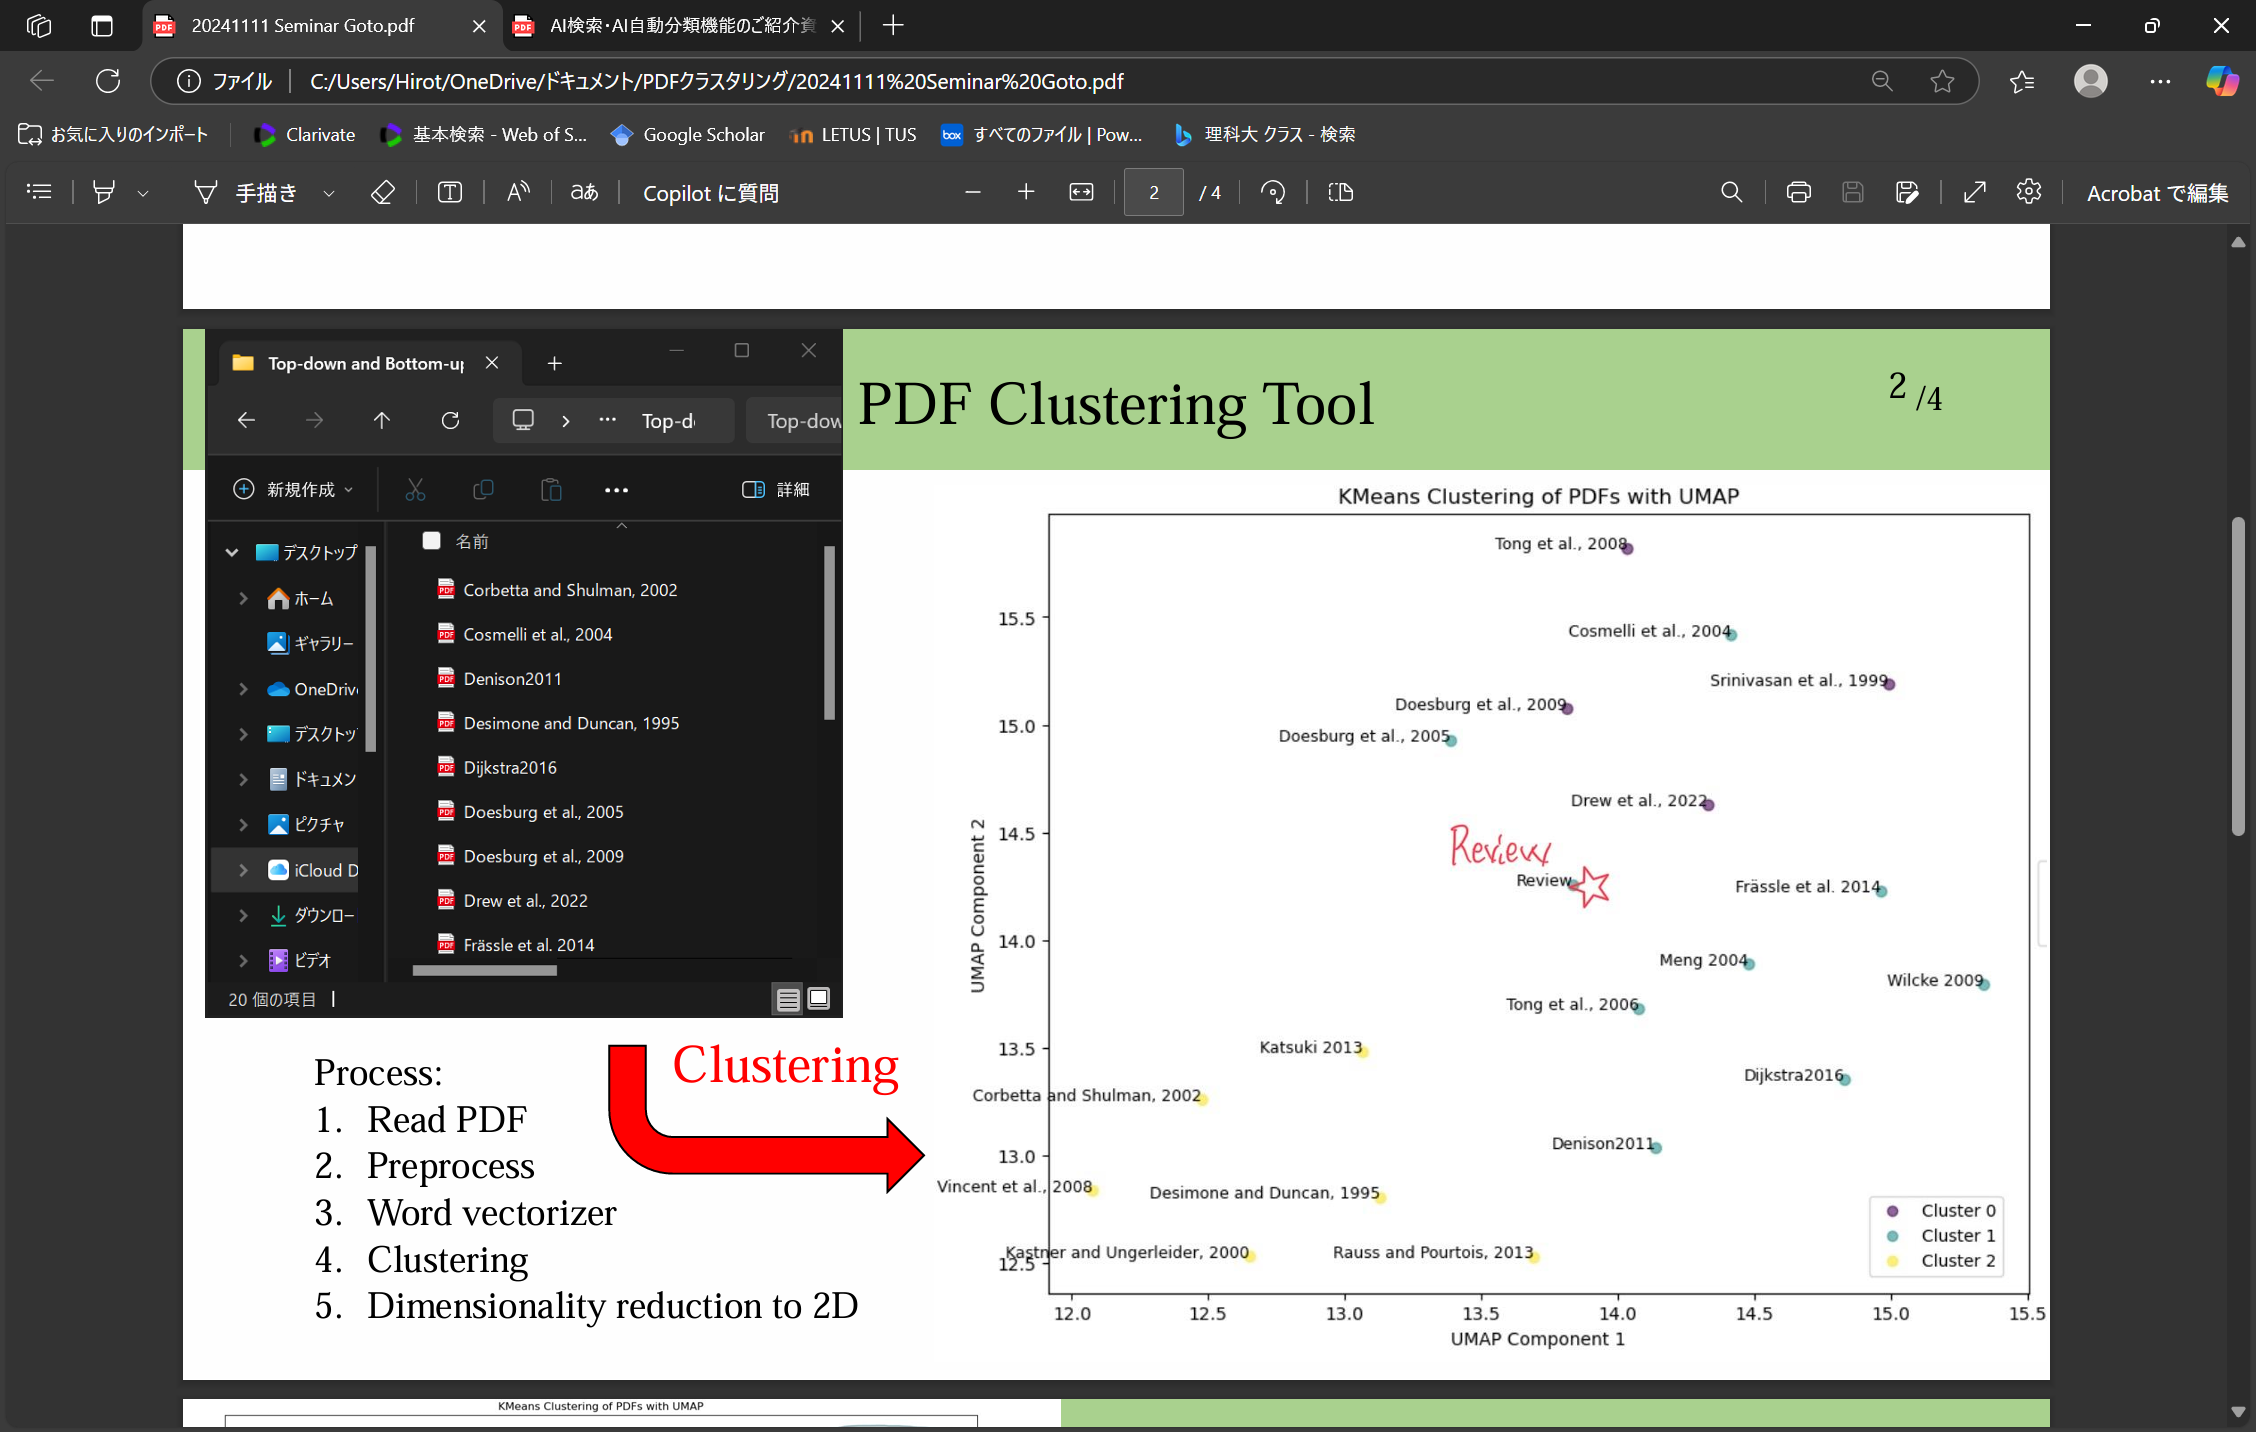 20241111 Seminar Goto.pdf
AI検索・AI自動分類機能のご紹介資
ファイル
C:/Users/Hirot/OneDrive/ドキュメント/PDFクラスタリング/20241111%20Seminar%20Goto.pdf
お気に入りのインポート
Clarivate
基本検索 - Web of S...
Google Scholar
LETUS | TUS
すべてのファイル | Pow...
理科大 クラス - 検索
手描き
aあ
Copilot に質問
2 / 4
Acrobat で編集
PDF Clustering Tool
2 /4
Top-down and Bottom-up
Top-d
Top-dow
新規作成
詳細
名前
デスクトップ
ホーム
ギャラリー
OneDrive
デスクトッ
ドキュメン
ピクチャ
iCloud D
ダウンロー
ビデオ
Corbetta and Shulman, 2002
Cosmelli et al., 2004
Denison2011
Desimone and Duncan, 1995
Dijkstra2016
Doesburg et al., 2005
Doesburg et al., 2009
Drew et al., 2022
Frässle et al. 2014
20 個の項目
Process:
1. Read PDF
2. Preprocess
3. Word vectorizer
4. Clustering
5. Dimensionality reduction to 2D
Clustering
KMeans Clustering of PDFs with UMAP
Tong et al., 2008
Cosmelli et al., 2004
Srinivasan et al., 1999
Doesburg et al., 2009
Doesburg et al., 2005
Drew et al., 2022
Review
Review
Frässle et al. 2014
Meng 2004
Wilcke 2009
Tong et al., 2006
Katsuki 2013
Dijkstra2016
Corbetta and Shulman, 2002
Denison2011
Vincent et al., 2008
Desimone and Duncan, 1995
Kastner and Ungerleider, 2000
Rauss and Pourtois, 2013
Cluster 0
Cluster 1
Cluster 2
UMAP Component 2
15.5
15.0
14.5
14.0
13.5
13.0
12.5
12.0 12.5 13.0 13.5 14.0 14.5 15.0 15.5
UMAP Component 1
KMeans Clustering of PDFs with UMAP